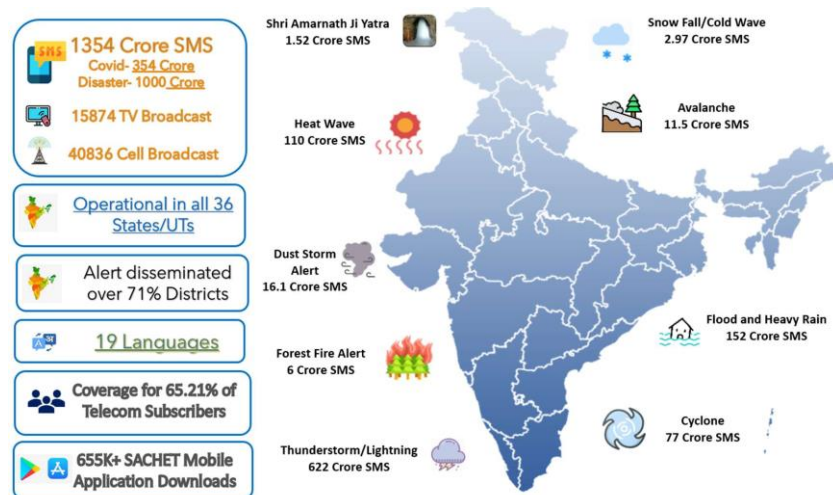 SMS
1354 Crore SMS
Covid- 354 Crore
Disaster- 1000 Crore
15874 TV Broadcast
40836 Cell Broadcast
Operational in all 36
States/UTs
Alert disseminated
over 71% Districts
19 Languages
Coverage for 65.21% of
Telecom Subscribers
655K+ SACHET Mobile
Application Downloads
Shri Amarnath Ji Yatra
1.52 Crore SMS
Snow Fall/Cold Wave
2.97 Crore SMS
Heat Wave
110 Crore SMS
Avalanche
11.5 Crore SMS
Dust Storm
Alert
16.1 Crore SMS
Flood and Heavy Rain
152 Crore SMS
Forest Fire Alert
6 Crore SMS
Cyclone
77 Crore SMS
Thunderstorm/Lightning
622 Crore SMS